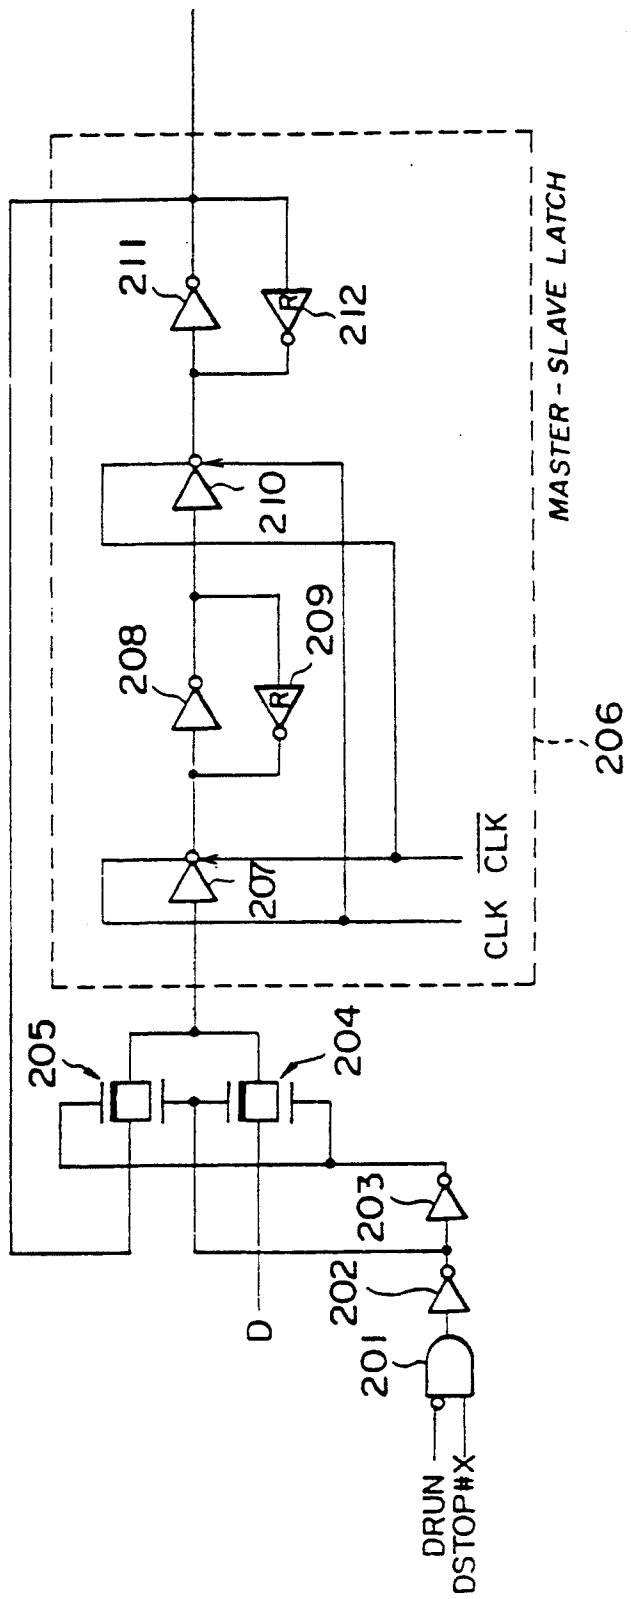 211
R
212
MASTER-SLAVE LATCH
210
208
R
209
206
207
CLK
CLK
205
204
203
202
D
201
DRUN
DSTOP#X